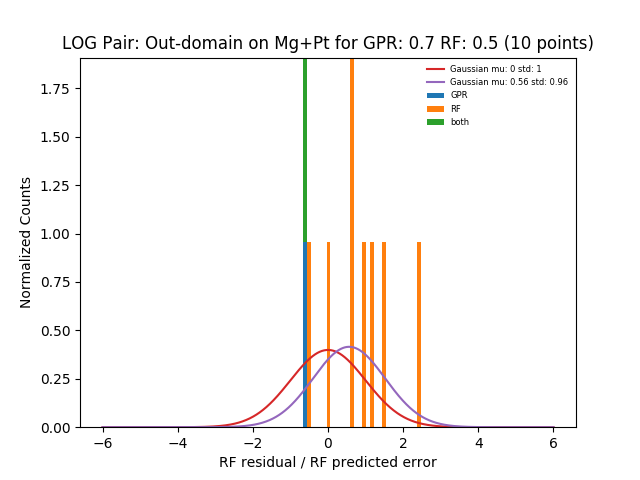 LOG Pair: Out-domain on Mg+Pt for GPR: 0.7 RF: 0.5 (10 points)
Gaussian mu: 0 std: 1
Gaussian mu: 0.56 std: 0.96
GPR
RF
both
Normalized Counts
1.75
1.50
1.25
1.00
0.75
0.50
0.25
0.00
−6 −4 −2 0 2 4 6
RF residual / RF predicted error